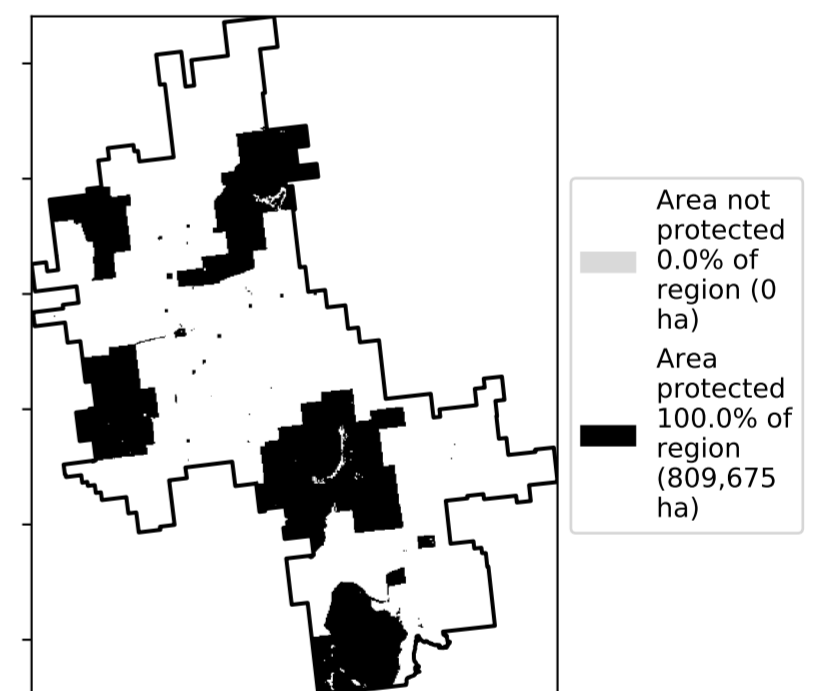 Area not
protected
0.0% of
region (0
ha)
Area
protected
100.0% of
region
(809,675
ha)